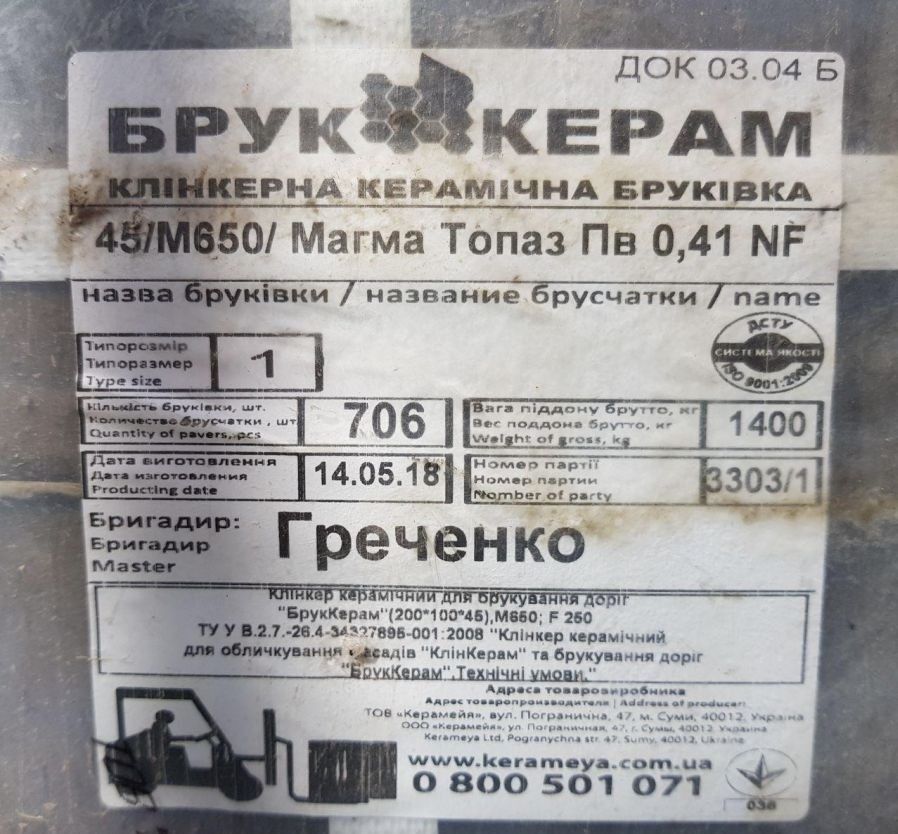 ДОК 03.04 Б
БРУК КЕРАМ
КЛІНКЕРНА КЕРАМІЧНА БРУКІВКА
45/М650/ Магма Топаз Пв 0,41 NF
назва бруківки / название брусчатки / name
ДСТУ
СИСТЕМА ЯКОСТІ
ISO 9001:2009
Типорозмір
Типоразмер
Type size
1
Кількість бруківки, шт.
Количество брусчатки , шт
Quantity of pavers, pcs
706
Вага піддону брутто, кг
Вес поддона брутто, кг
Weight of gross, kg
1400
Дата виготовлення
Дата изготовления
Producting date
14.05.18
Номер партії
Номер партии
Nomber of party
3303/1
Бригадир:
Бригадир
Master
Греченко
Клінкер керамічний для брукування доріг
"БрукКерам"(200*100*45),М650; F 250
ТУ У В.2.7.-26.4-34327895-001:2008 "Клінкер керамічний
для обличкування фасадів "КлінКерам" та брукування доріг
"БрукКерам".Технічні умови."
Адреса товаровиробника
Адрес товаропроизводителя | Address of producer:
ТОВ «Керамейя», вул. Погранична, 47, м. Суми, 40012, Україна
ООО «Керамейя», ул. Пограничная, 47, г. Сумы, 40012, Украина
Kerameya Ltd, Pogranychna str. 47, Sumy, 40012, Ukraine
www.kerameya.com.ua
0 800 501 071
038